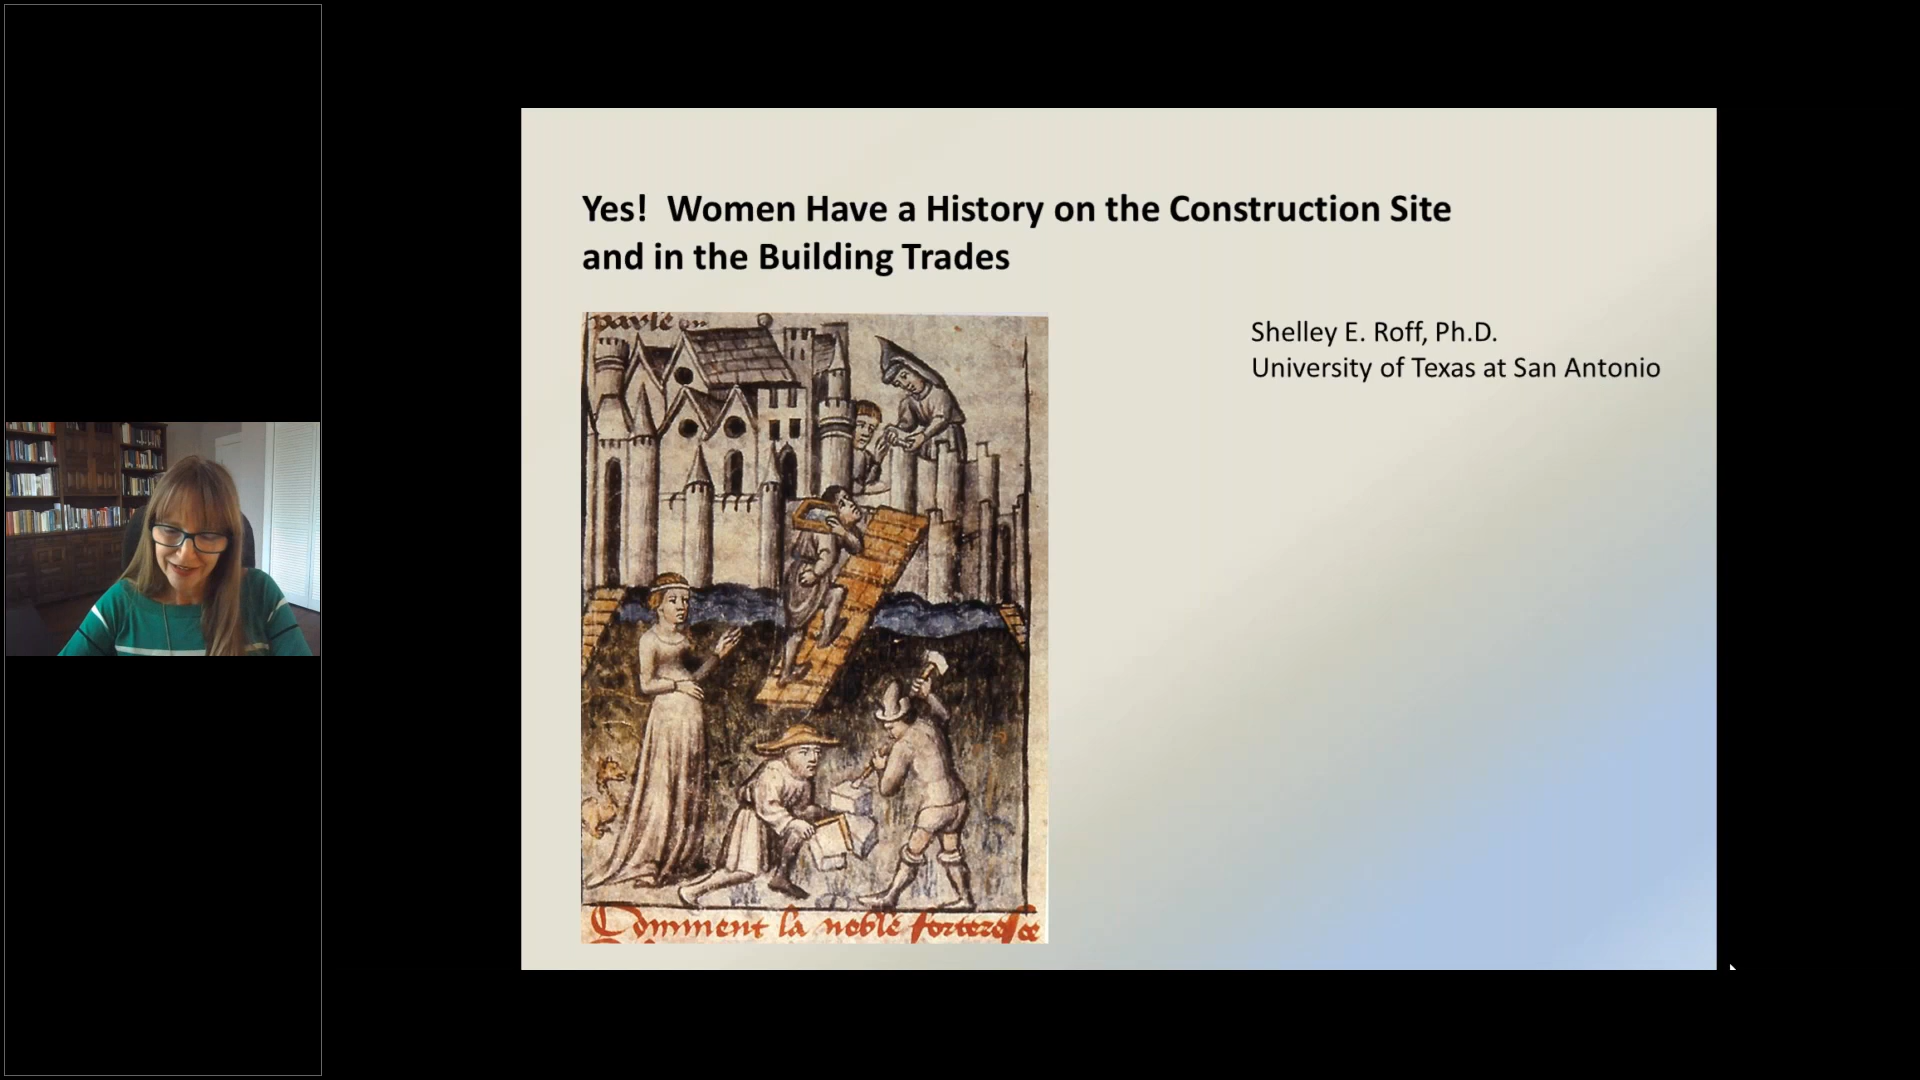 Yes!  Women Have a History on the Construction Site
and in the Building Trades
Shelley E. Roff, Ph.D.
University of Texas at San Antonio
Comment la noble forteresce